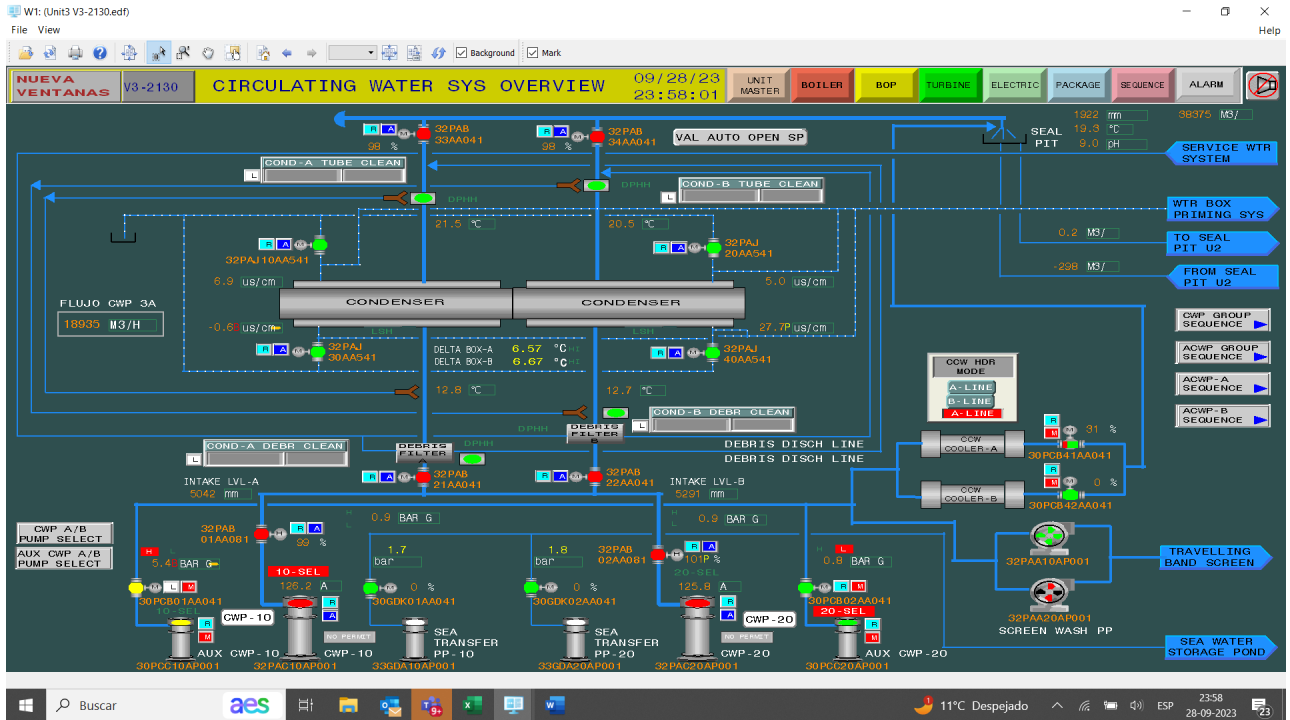 W1: (Unit3 V3-2130.edf)
File View
Help
Background
Mark
NUEVA
VENTANAS
V3-2130
CIRCULATING WATER SYS OVERVIEW
09/28/23
23:58:01
UNIT
MASTER
BOILER
BOP
TURBINE
ELECTRIC
PACKAGE
SEQUENCE
ALARM
R A M
32PAB
33AA041
98 %
R A M
32PAB
34AA041
98 %
VAL AUTO OPEN SP
SEAL
PIT
1922 mm
19.3 ℃
9.0 pH
38375 M3/
SERVICE WTR
SYSTEM
COND-A TUBE CLEAN
L
DPHH
COND-B TUBE CLEAN
L
DPHH
WTR BOX
PRIMING SYS
21.5 ℃
20.5 ℃
0.2 M3/
TO SEAL
PIT U2
R A M
32PAJ10AA541
R A M
32PAJ
20AA541
-298 M3/
FROM SEAL
PIT U2
6.9 us/cm
5.0 us/cm
CONDENSER
CONDENSER
FLUJO CWP 3A
18935 M3/H
us/cm
LSH
LSH
27.7P us/cm
CWP GROUP
SEQUENCE
R A M
32PAJ
30AA541
DELTA BOX-A 6.57 °C HI
DELTA BOX-B 6.67 °C HI
R A M
32PAJ
40AA541
ACWP GROUP
SEQUENCE
CCW HDR
MODE
A-LINE
B-LINE
A-LINE
ACWP-A
SEQUENCE
ACWP-B
SEQUENCE
12.8 ℃
12.7 ℃
COND-B DEBR CLEAN
L
DPHH
DEBRIS
FILTER
B
COND-A DEBR CLEAN
L
DEBRIS
FILTER
DPHH
DEBRIS DISCH LINE
DEBRIS DISCH LINE
CCW
COOLER-A
R
M
M
31 %
30PCB41AA041
CCW
COOLER-B
R
M
M
0 %
30PCB42AA041
R A M
32PAB
21AA041
R A M
32PAB
22AA041
INTAKE LVL-A
5042 mm
INTAKE LVL-B
5291 mm
CWP A/B
PUMP SELECT
AUX CWP A/B
PUMP SELECT
H L
BAR G
M L M
30PCB01AA041
10-SEL
R
M
AUX CWP-10
30PCC10AP001
32PAB
01AA081
R A
99 %
10-SEL
126.2 A
R
A
CWP-10
NO PERMET
CWP-10
32PAC10AP001
H
L
0.9 BAR G
1.7
bar
M 0 %
30GDK01AA041
SEA
TRANSFER
PP-10
33GDA10AP001
1.8
bar
M 0 %
30GDK02AA041
SEA
TRANSFER
PP-20
33GDA20AP001
32PAB
02AA081
R A
101P %
20-SEL
125.8 A
R
A
CWP-20
NO PERMET
CWP-20
32PAC20AP001
H
L
0.9 BAR G
H L
0.8 BAR G
M R M
30PCB02AA041
20-SEL
R
M
AUX CWP-20
30PCC20AP001
32PAA10AP001
32PAA20AP001
SCREEN WASH PP
TRAVELLING
BAND SCREEN
SEA WATER
STORAGE POND
Buscar
aes
9+
11°C Despejado
ESP
23:58
28-09-2023
23